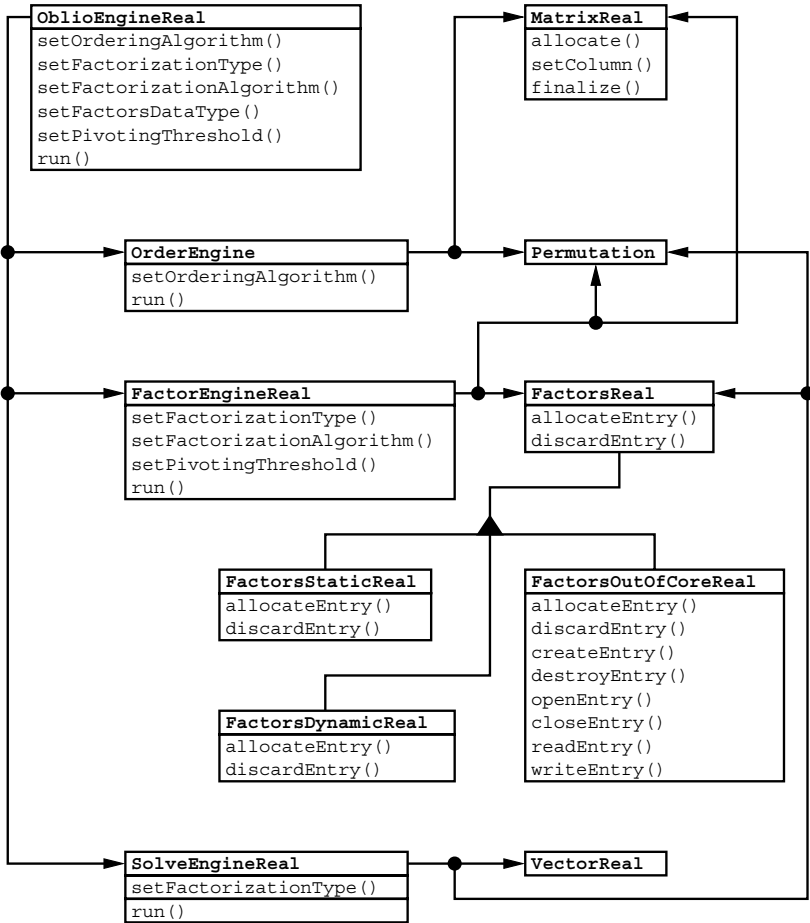 OblioEngineReal
setOrderingAlgorithm()
setFactorizationType()
setFactorizationAlgorithm()
setFactorsDataType()
setPivotingThreshold()
run()
MatrixReal
allocate()
setColumn()
finalize()
OrderEngine
setOrderingAlgorithm()
run()
Permutation
FactorEngineReal
setFactorizationType()
setFactorizationAlgorithm()
setPivotingThreshold()
run()
FactorsReal
allocateEntry()
discardEntry()
FactorsStaticReal
allocateEntry()
discardEntry()
FactorsOutOfCoreReal
allocateEntry()
discardEntry()
createEntry()
destroyEntry()
openEntry()
closeEntry()
readEntry()
writeEntry()
FactorsDynamicReal
allocateEntry()
discardEntry()
SolveEngineReal
setFactorizationType()
run()
VectorReal